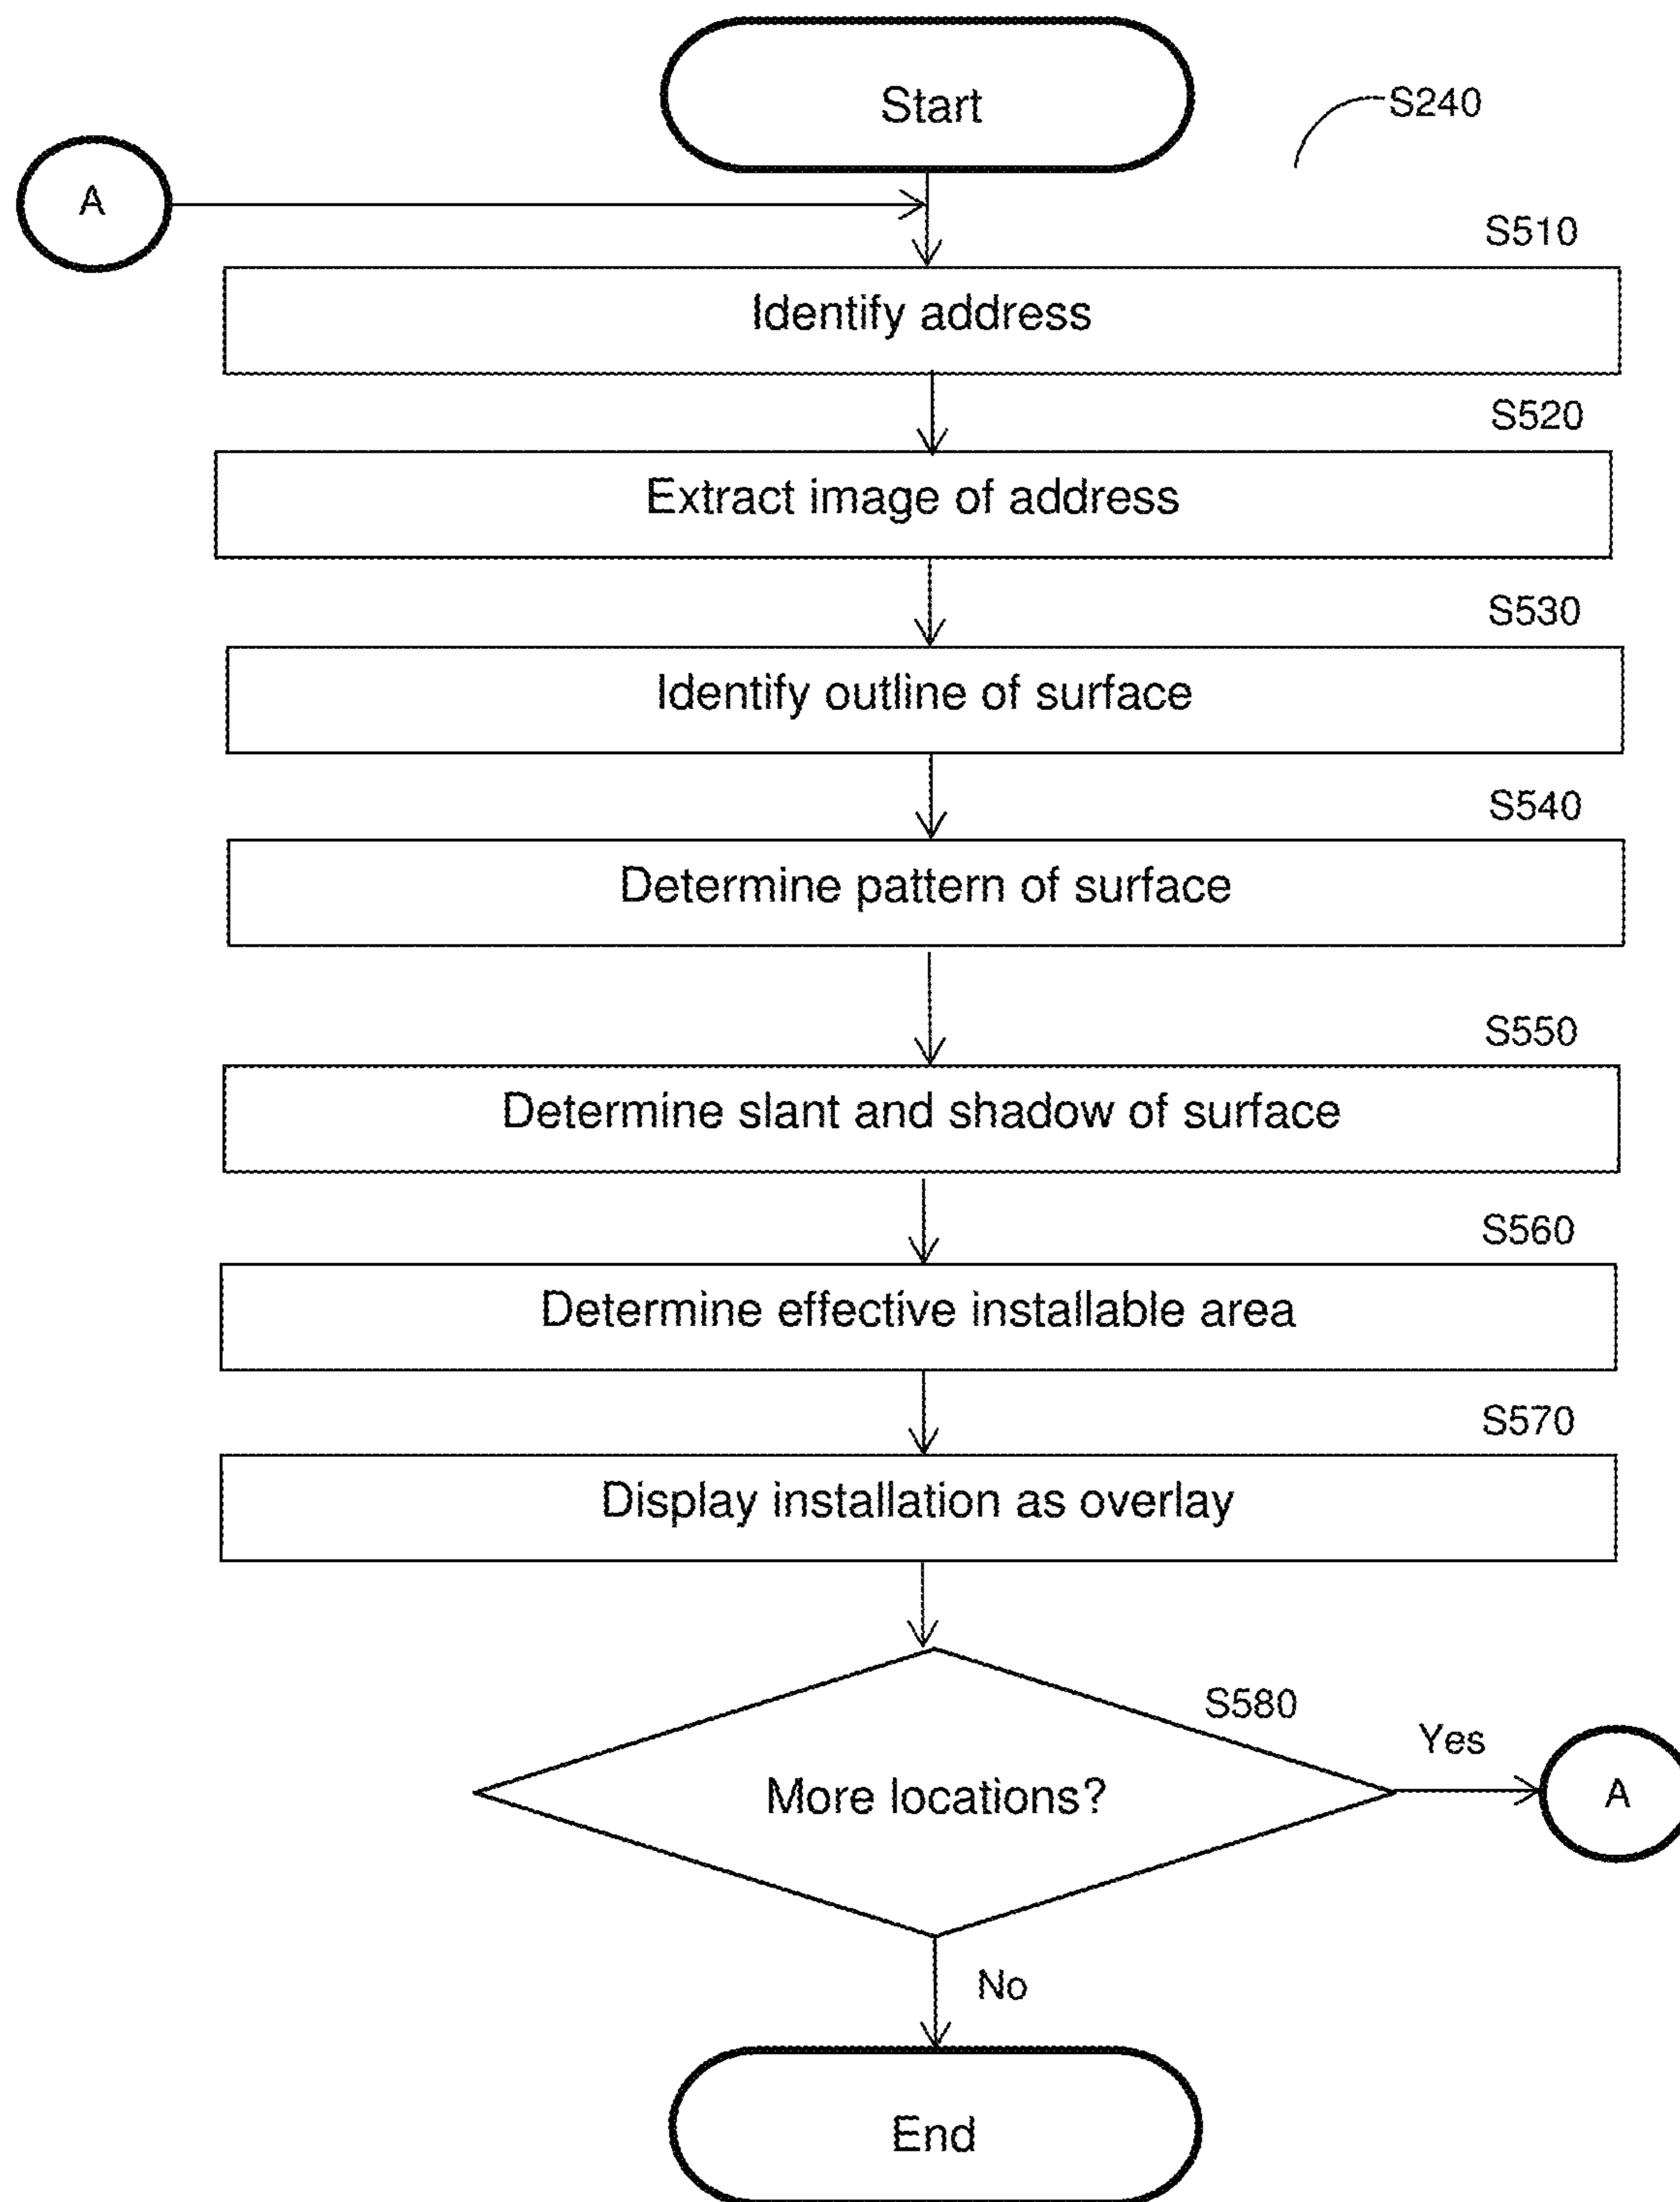 Start
S240
A
S510
Identify address
S520
Extract image of address
S530
Identify outline of surface
S540
Determine pattern of surface
S550
Determine slant and shadow of surface
S560
Determine effective installable area
S570
Display installation as overlay
S580
Yes
More locations?
A
No
End